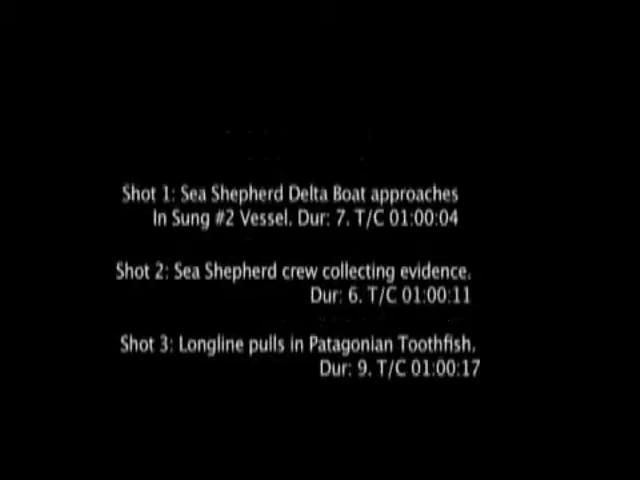 Shot 1: Sea Shepherd Delta Boat approaches
In Sung #2 Vessel. Dur: 7. T/C 01:00:04
Shot 2: Sea Shepherd crew collecting evidence.
Dur: 6. T/C 01:00:11
Shot 3: Longline pulls in Patagonian Toothfish.
Dur: 9. T/C 01:00:17